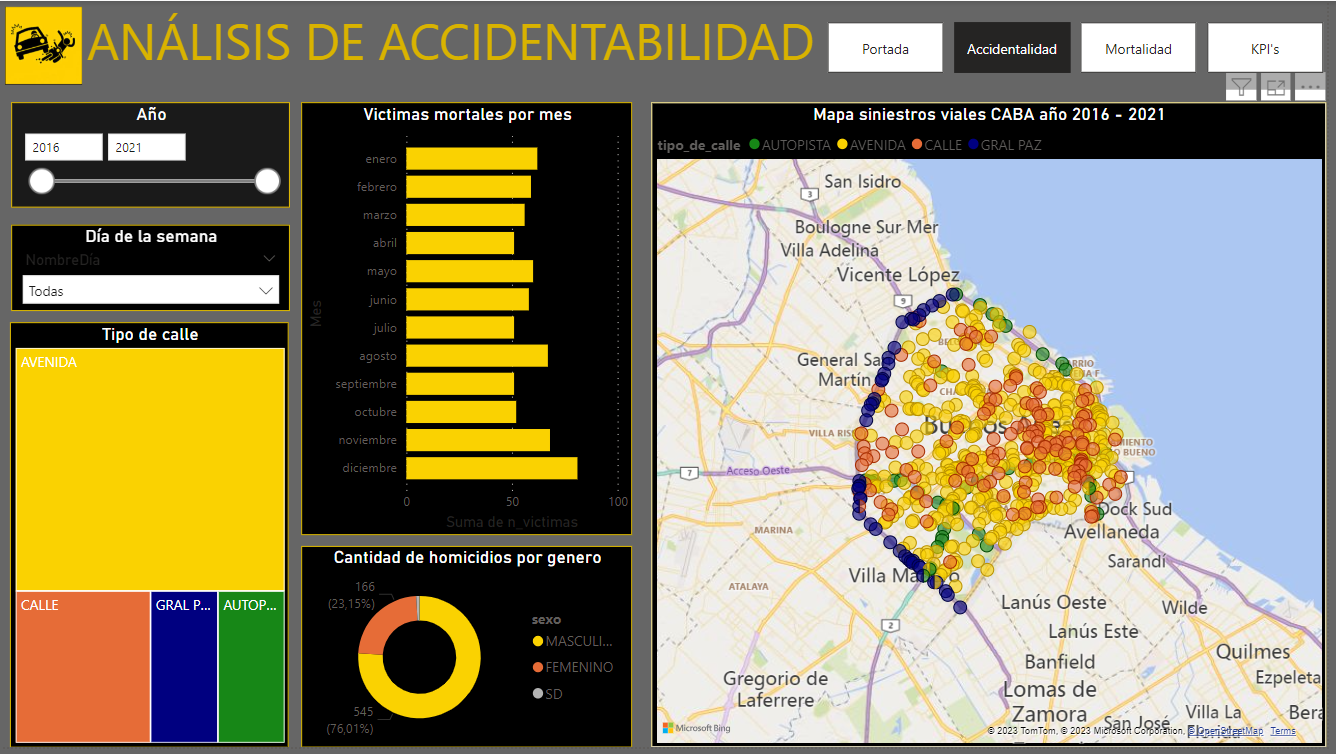 ANÁLISIS DE ACCIDENTABILIDAD
Portada
Accidentalidad
Mortalidad
KPI's
Año
2016
2021
Día de la semana
NombreDía
Todas
Tipo de calle
AVENIDA
CALLE
GRAL P...
AUTOP...
Victimas mortales por mes
Mes
enero
febrero
marzo
abril
mayo
junio
julio
agosto
septiembre
octubre
noviembre
diciembre
0
50
100
Suma de n_victimas
Cantidad de homicidios por genero
166
(23,15%)
545
(76,01%)
sexo
MASCULI...
FEMENINO
SD
Mapa siniestros viales CABA año 2016 - 2021
tipo_de_calle
AUTOPISTA
AVENIDA
CALLE
GRAL PAZ
San Isidro
3
Boulogne Sur Mer
Villa Adelina
Vicente López
9
General Sa
Martín
VILLA
7
Acceso Oeste
MARINA
ATALAYA
Dock Sud
Avellaneda
Sarandí
Villa Ma
2
Lanús Oeste
Wilde
Lanús Este
Quilmes
Banfield
Ezpeleta
Gregorio de
Laferrere
Lomas de
Zamora
San José
Villa La
Florida
Bera
Microsoft Bing
© 2023 TomTom, © 2023 Microsoft Corporation, © OpenStreetMap Terms